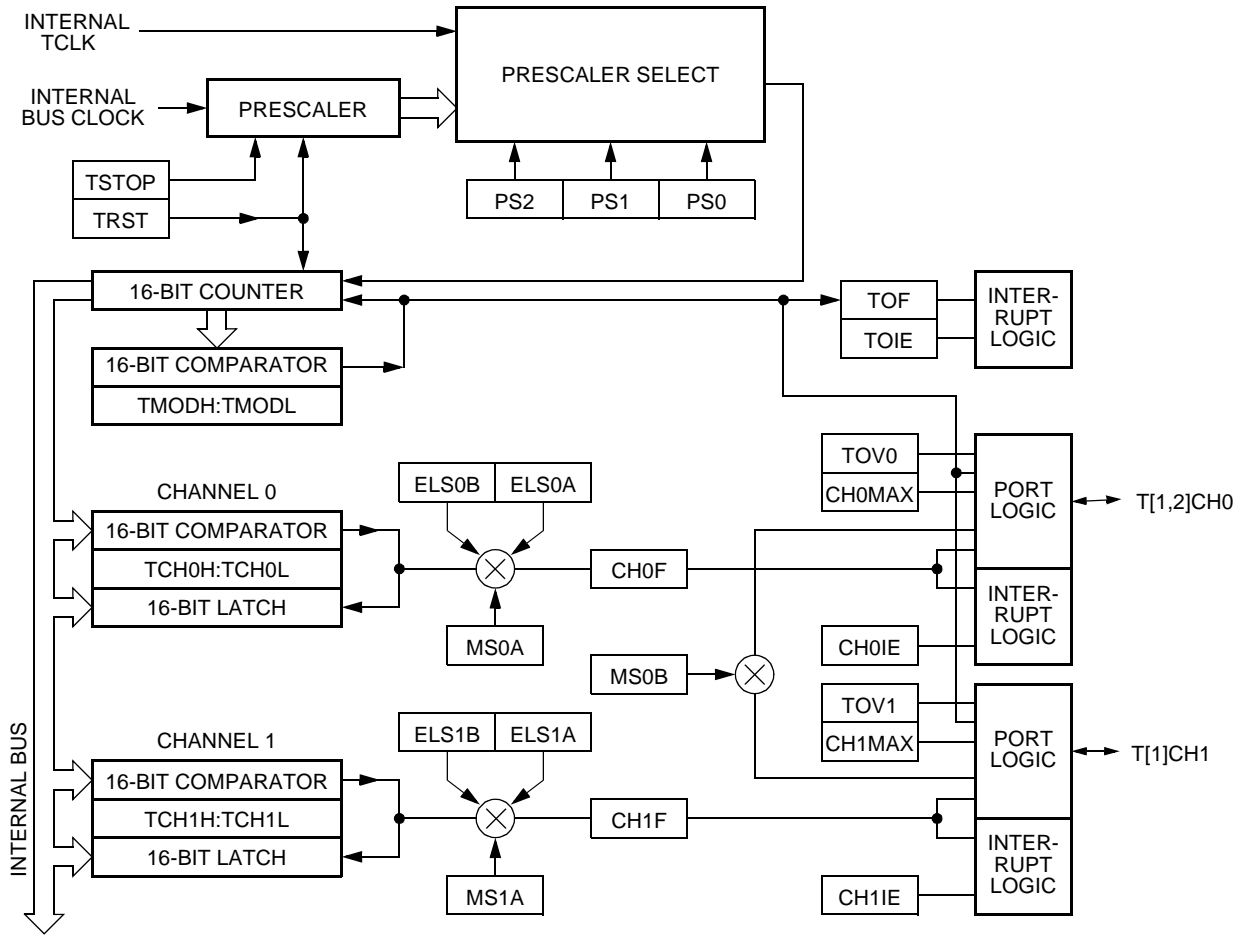 INTERNAL
TCLK
PRESCALER SELECT
INTERNAL
BUS CLOCK
PRESCALER
TSTOP
TRST
PS2 PS1 PS0
16-BIT COUNTER
TOF
TOIE
INTER-
RUPT
LOGIC
16-BIT COMPARATOR
TMODH:TMODL
CHANNEL 0
16-BIT COMPARATOR
TCH0H:TCH0L
16-BIT LATCH
ELS0B ELS0A
MS0A
CH0F
TOV0
CH0MAX
PORT
LOGIC
T[1,2]CH0
INTER-
RUPT
LOGIC
CH0IE
MS0B
CHANNEL 1
16-BIT COMPARATOR
TCH1H:TCH1L
16-BIT LATCH
ELS1B ELS1A
MS1A
CH1F
TOV1
CH1MAX
PORT
LOGIC
T[1]CH1
INTER-
RUPT
LOGIC
CH1IE
INTERNAL BUS